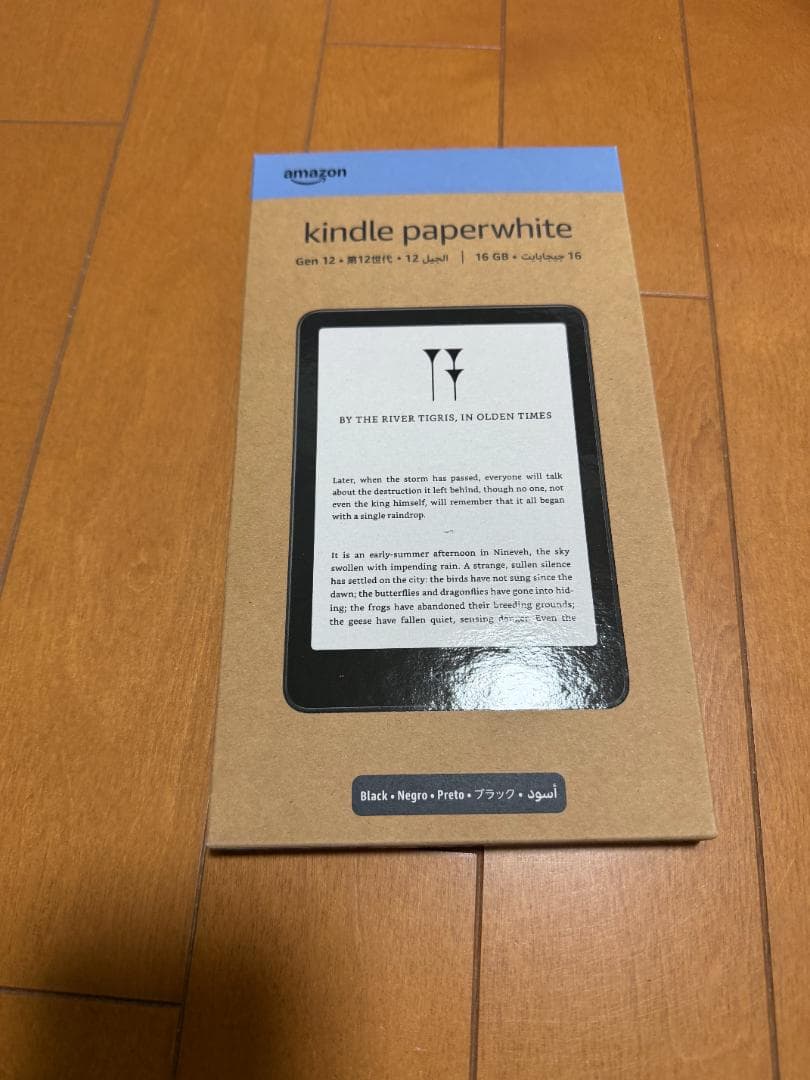 amazon
kindle paperwhite
Gen 12 • 第12世代 • الجيل 12 | 16 GB • 16 جيجابايت
BY THE RIVER TIGRIS, IN OLDEN TIMES
Later, when the storm has passed, everyone will talk
about the destruction it left behind, though no one, not
even the king himself, will remember that it all began
with a single raindrop.
It is an early-summer afternoon in Nineveh, the sky
swollen with impending rain. A strange, sullen silence
has settled on the city: the birds have not sung since the
dawn; the butterflies and dragonflies have gone into hid-
ing; the frogs have abandoned their breeding grounds;
the geese have fallen quiet, sensing danger. Even the
Black • Negro • Preto • ブラック • أسود